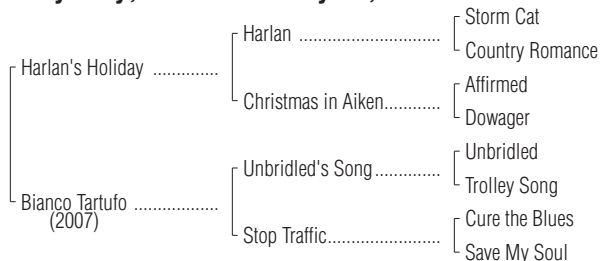 Storm Cat
Harlan ........................
Country Romance
Harlan's Holiday ..............
Affirmed
Christmas in Aiken............
Dowager
Unbridled
Unbridled's Song..............
Trolley Song
Bianco Tartufo ..................
(2007)
Cure the Blues
Stop Traffic........................
Save My Soul